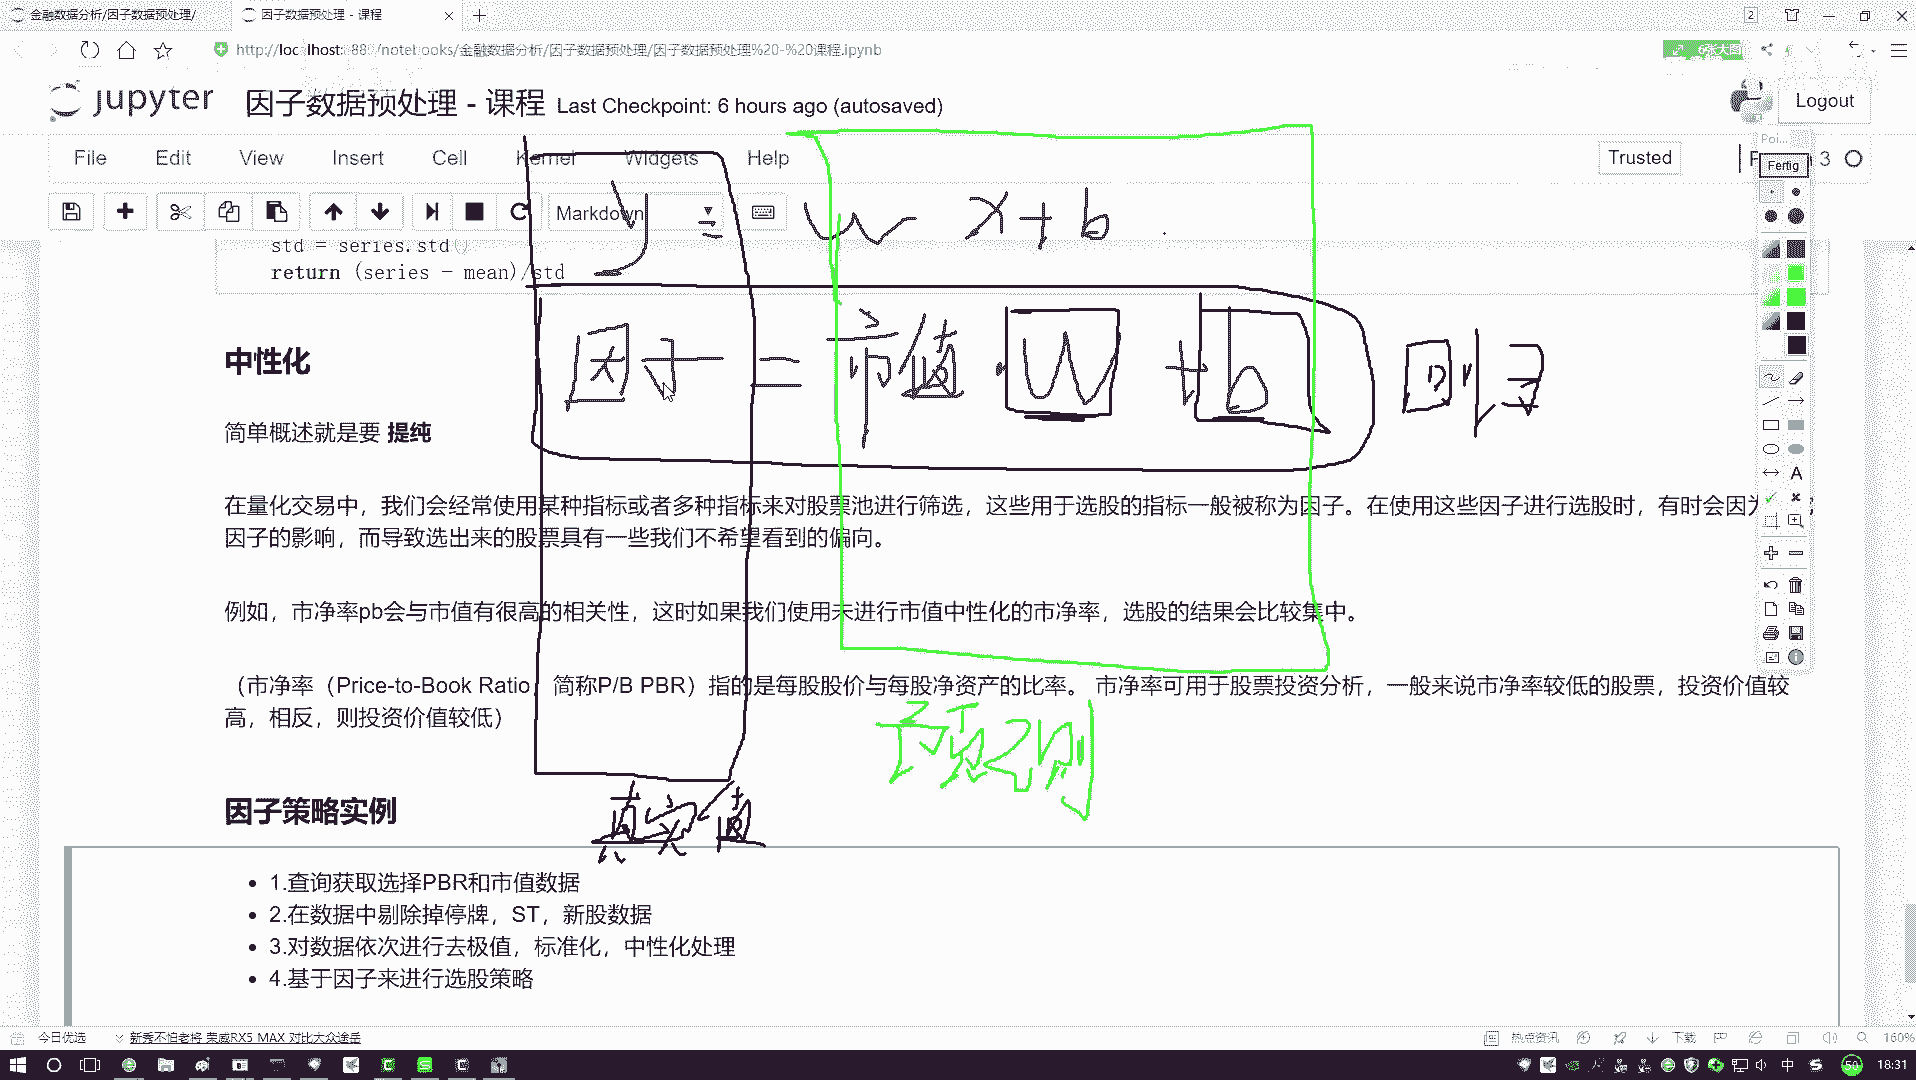 金融数据分析/因子数据预处理/
因子数据预处理 - 课程
2
http://localhost:88 /notebooks/金融数据分析/因子数据预处理/因子数据预处理%20-%20课程.ipynb
6张大图
jupyter 因子数据预处理 - 课程 Last Checkpoint: 6 hours ago (autosaved)
Logout
File Edit View Insert Cell Kernel Widgets Help
Trusted
3
Fertig
Markdown
y = w x + b
std = series.std()
return (series - mean)/std
中性化
因子 = 市值 · W + b 回归
简单概述就是要 提纯
在量化交易中，我们会经常使用某种指标或者多种指标来对股票池进行筛选，这些用于选股的指标一般被称为因子。在使用这些因子进行选股时，有时会因为
因子的影响，而导致选出来的股票具有一些我们不希望看到的偏向。
例如，市净率pb会与市值有很高的相关性，这时如果我们使用未进行市值中性化的市净率，选股的结果会比较集中。
（市净率（Price-to-Book Ratio，简称P/B PBR）指的是每股股价与每股净资产的比率。 市净率可用于股票投资分析，一般来说市净率较低的股票，投资价值较
高，相反，则投资价值较低）
预测
因子策略实例
真实值
1.查询获取选择PBR和市值数据
2.在数据中剔除掉停牌，ST，新股数据
3.对数据依次进行去极值，标准化，中性化处理
4.基于因子来进行选股策略
今日优选
新秀不怕老将 荣威RX5 MAX 对比大众途岳
热点资讯
下载
160%
中
50
18:31